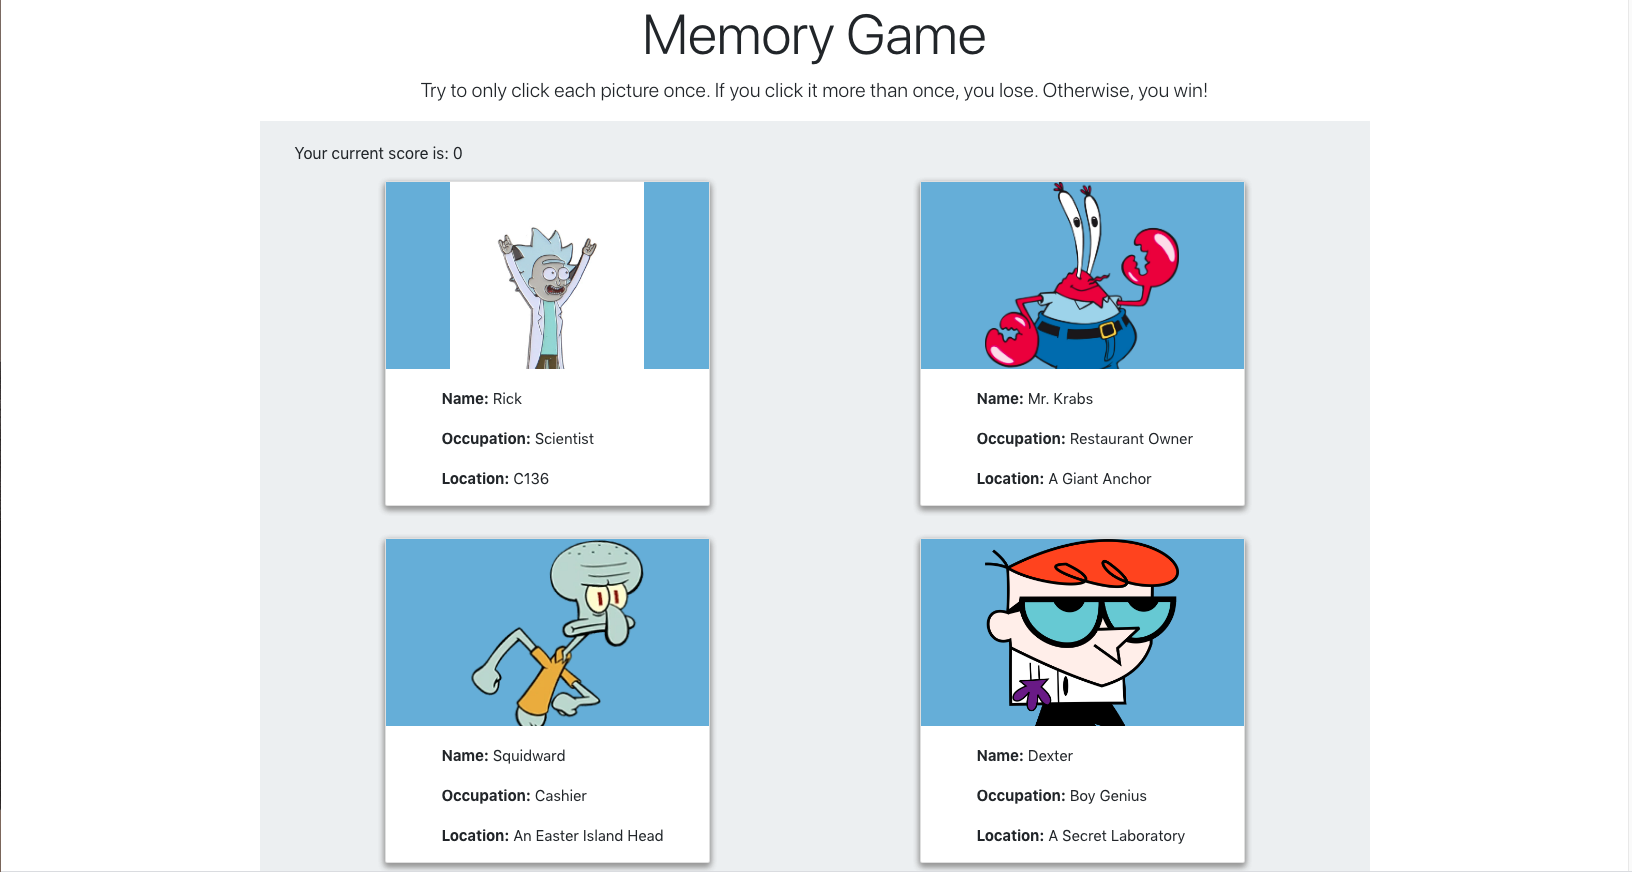 Memory Game
Try to only click each picture once. If you click it more than once, you lose. Otherwise, you win!
Your current score is: 0
Name: Rick
Occupation: Scientist
Location: C136
Name: Mr. Krabs
Occupation: Restaurant Owner
Location: A Giant Anchor
Name: Squidward
Occupation: Cashier
Location: An Easter Island Head
Name: Dexter
Occupation: Boy Genius
Location: A Secret Laboratory